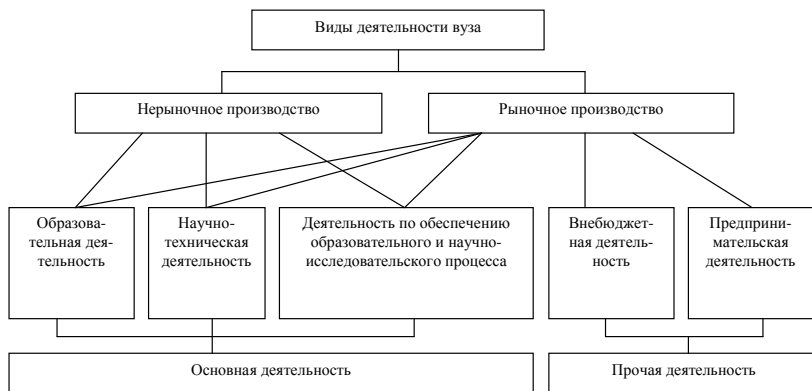 Виды деятельности вуза
Нерыночное производство
Рыночное производство
Образова-
тельная дея-
тельность
Научно-
техническая
деятельность
Деятельность по обеспечению
образовательного и научно-
исследовательского процесса
Внебюджет-
ная деятель-
ность
Предприни-
мательская
деятельность
Основная деятельность
Прочая деятельность